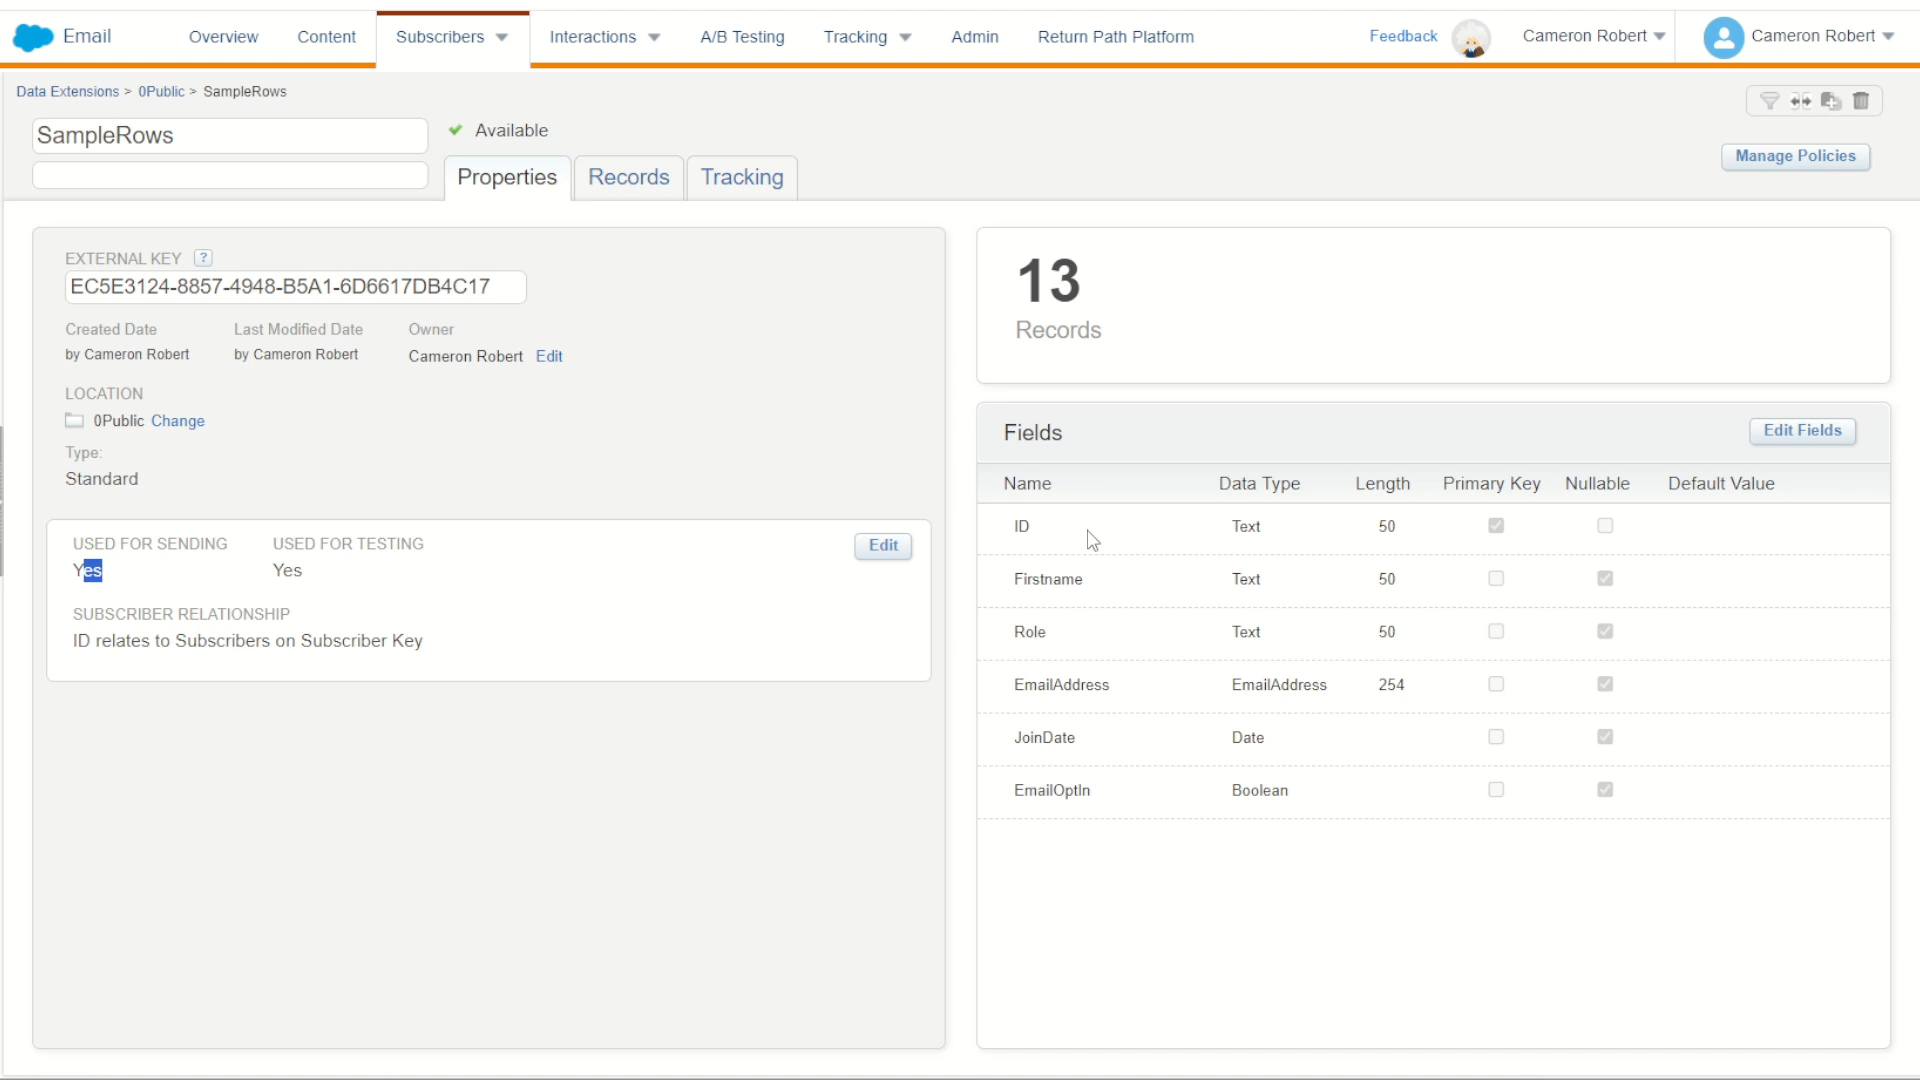 Email Overview Content Subscribers Interactions A/B Testing Tracking Admin Return Path Platform Feedback Cameron Robert Cameron Robert
Data Extensions > 0Public > SampleRows
SampleRows
Available
Manage Policies
Properties Records Tracking
EXTERNAL KEY ?
EC5E3124-8857-4948-B5A1-6D6617DB4C17
Created Date Last Modified Date Owner
by Cameron Robert by Cameron Robert Cameron Robert Edit
LOCATION
0Public Change
Type:
Standard
USED FOR SENDING USED FOR TESTING Edit
Yes Yes
SUBSCRIBER RELATIONSHIP
ID relates to Subscribers on Subscriber Key
13
Records
Fields Edit Fields
Name Data Type Length Primary Key Nullable Default Value
ID Text 50
Firstname Text 50
Role Text 50
EmailAddress EmailAddress 254
JoinDate Date
EmailOptIn Boolean